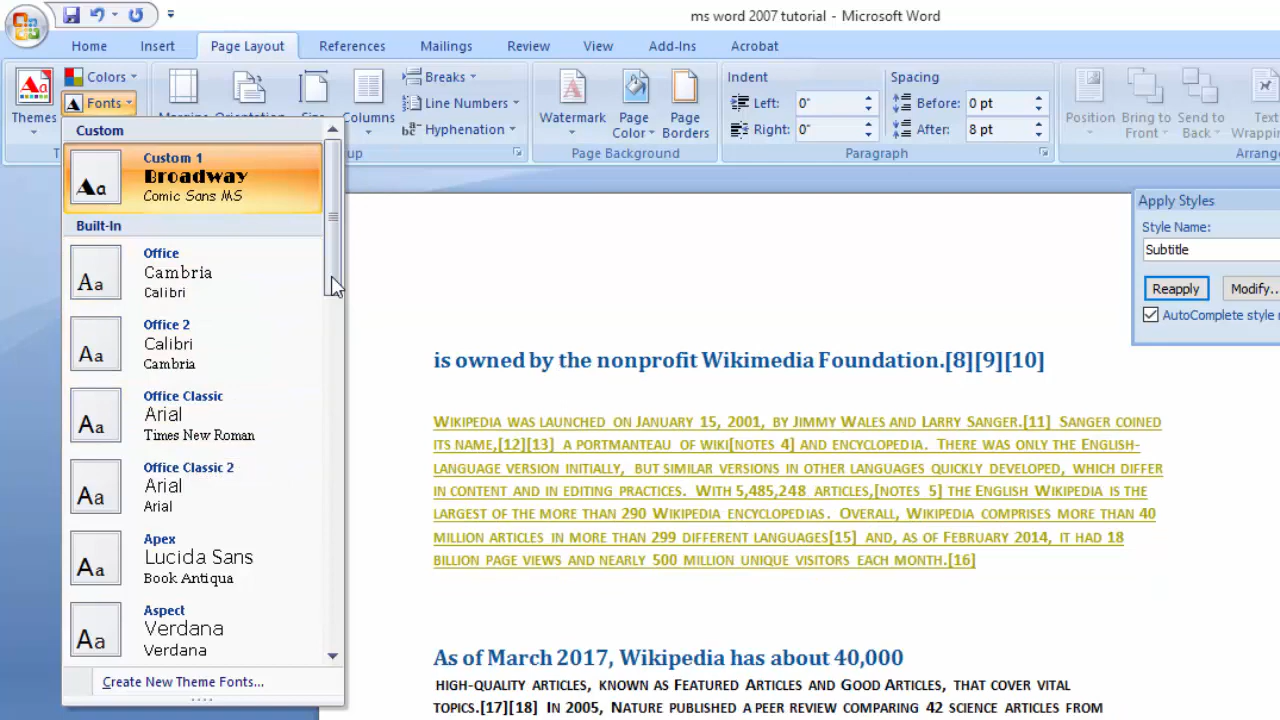 ms word 2007 tutorial - Microsoft Word
Home Insert Page Layout References Mailings Review View Add-Ins Acrobat
Themes
Colors
Fonts
Columns
Breaks
Line Numbers
Hyphenation
Watermark
Page Color
Page Borders
Page Background
Indent
Left: 0"
Right: 0"
Spacing
Before: 0 pt
After: 8 pt
Paragraph
Position
Bring to Front
Send to Back
Text
Custom
Custom 1
Broadway
Comic Sans MS
Built-In
Aa
Office
Cambria
Calibri
Aa
Office 2
Calibri
Cambria
Aa
Office Classic
Arial
Times New Roman
Aa
Office Classic 2
Arial
Arial
Aa
Apex
Lucida Sans
Book Antiqua
Aa
Aspect
Verdana
Verdana
Aa
Create New Theme Fonts...
Apply Styles
Style Name:
Subtitle
Reapply Modify...
AutoComplete style
is owned by the nonprofit Wikimedia Foundation.[8][9][10]
Wikipedia was launched on January 15, 2001, by Jimmy Wales and Larry Sanger.[11] Sanger coined
its name,[12][13] a portmanteau of wiki[notes 4] and encyclopedia. There was only the English-
language version initially, but similar versions in other languages quickly developed, which differ
in content and in editing practices. With 5,485,248 articles,[notes 5] the English Wikipedia is the
largest of the more than 290 Wikipedia encyclopedias. Overall, Wikipedia comprises more than 40
million articles in more than 299 different languages[15] and, as of February 2014, it had 18
billion page views and nearly 500 million unique visitors each month.[16]
As of March 2017, Wikipedia has about 40,000
high-quality articles, known as Featured Articles and Good Articles, that cover vital
topics.[17][18] In 2005, Nature published a peer review comparing 42 science articles from